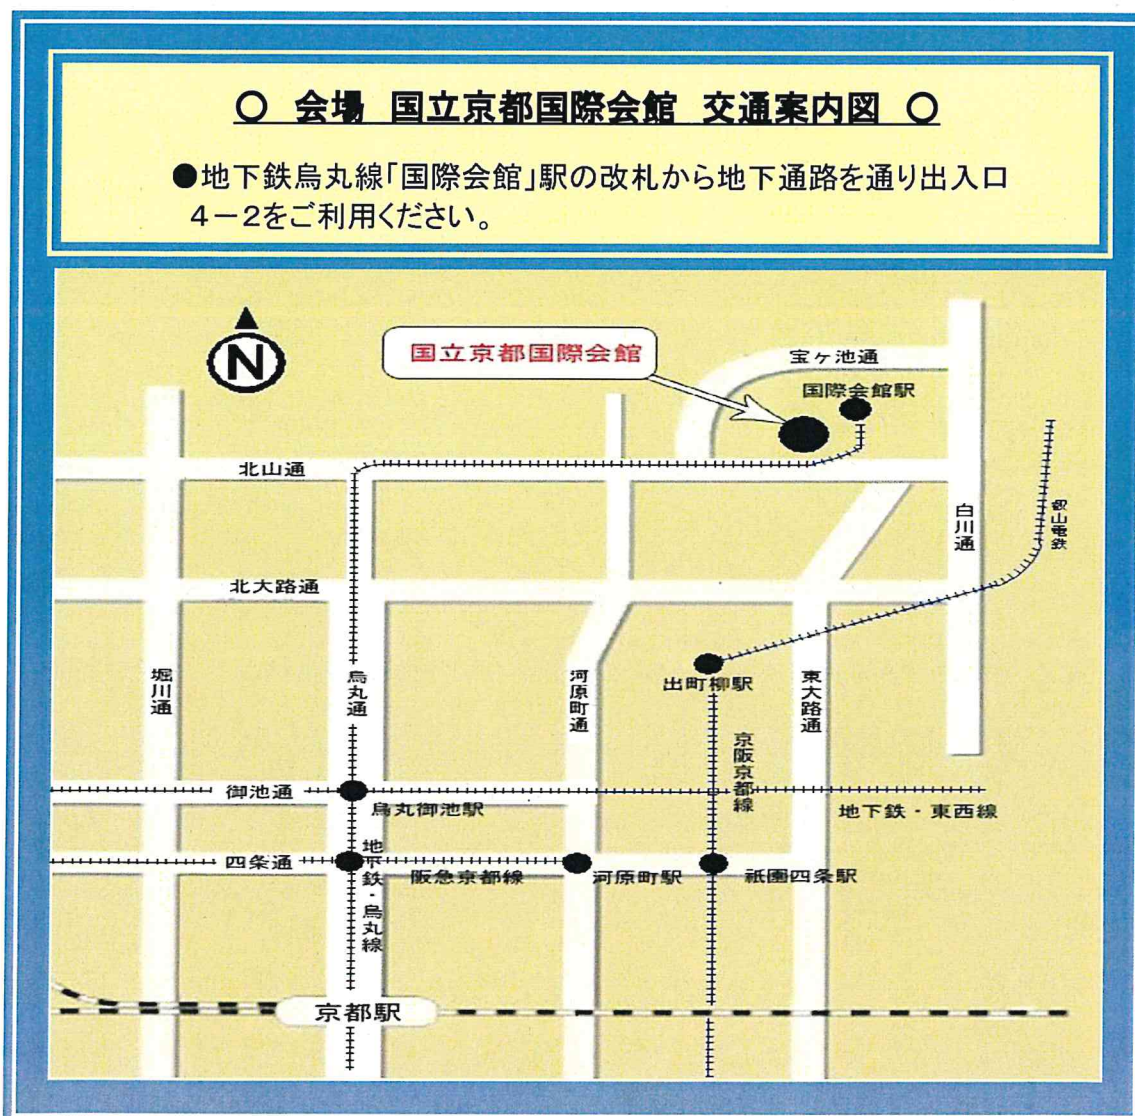 ○ 会場 国立京都国際会館 交通案内図 ○
●地下鉄烏丸線「国際会館」駅の改札から地下通路を通り出入口
4－2をご利用ください。
N
国立京都国際会館
宝ヶ池通
国際会館駅
北山通
白川通
叡山電鉄
北大路通
堀川通
烏丸通
河原町通
出町柳駅
東大路通
京阪京都線
御池通
烏丸御池駅
地下鉄・東西線
四条通
地下鉄・烏丸線
阪急京都線
河原町駅
祇園四条駅
京都駅